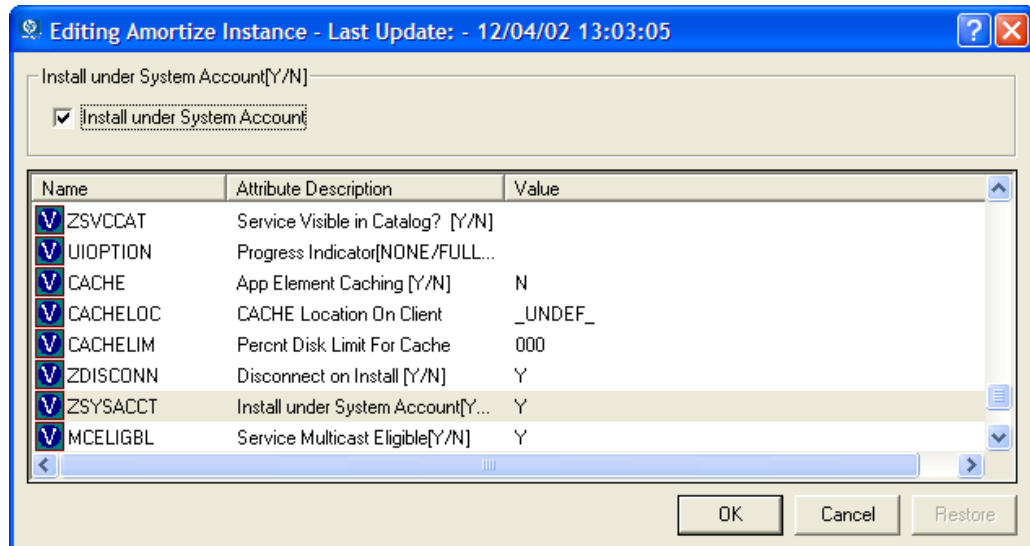 Editing Amortize Instance - Last Update: - 12/04/02 13:03:05
Install under System Account[Y/N]
Install under System Account
Name Attribute Description Value
V ZSVCCAT Service Visible in Catalog? [Y/N]
V UIOPTION Progress Indicator[NONE/FULL...
V CACHE App Element Caching [Y/N] N
V CACHELOC CACHE Location On Client _UNDEF_
V CACHELIM Percnt Disk Limit For Cache 000
V ZDISCONN Disconnect on Install [Y/N] Y
V ZSYSACCT Install under System Account[Y... Y
V MCELIGBL Service Multicast Eligible[Y/N] Y
OK Cancel Restore